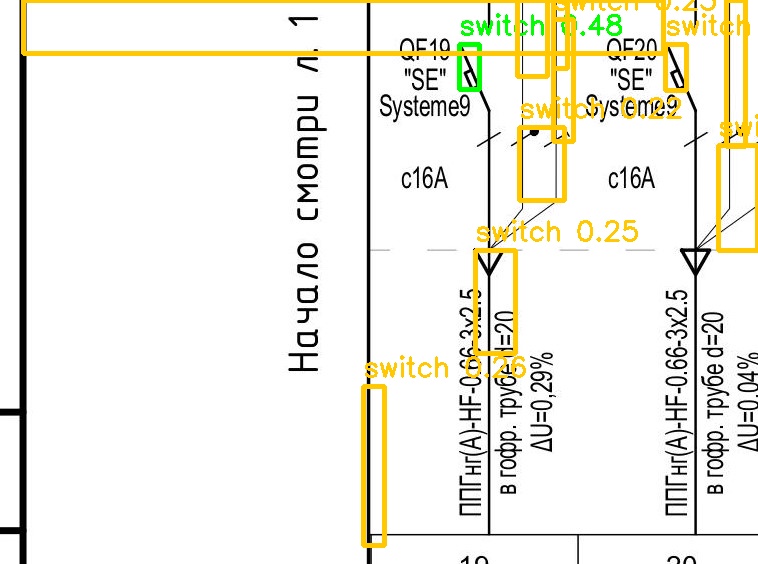 Начало смотри л. 1
switch 0.25
switch 0.48
switch
QF19
"SE"
Systeme9
QF20
"SE"
Systeme9
switch 0.22
c16A
c16A
switch 0.25
switch 0.26
ППГнг(А)-HF-0.66-3x2.5
в гофр. трубе d=20
ΔU=0,29%
ППГнг(А)-HF-0.66-3x2.5
в гофр. трубе d=20
ΔU=0,04%
19
20